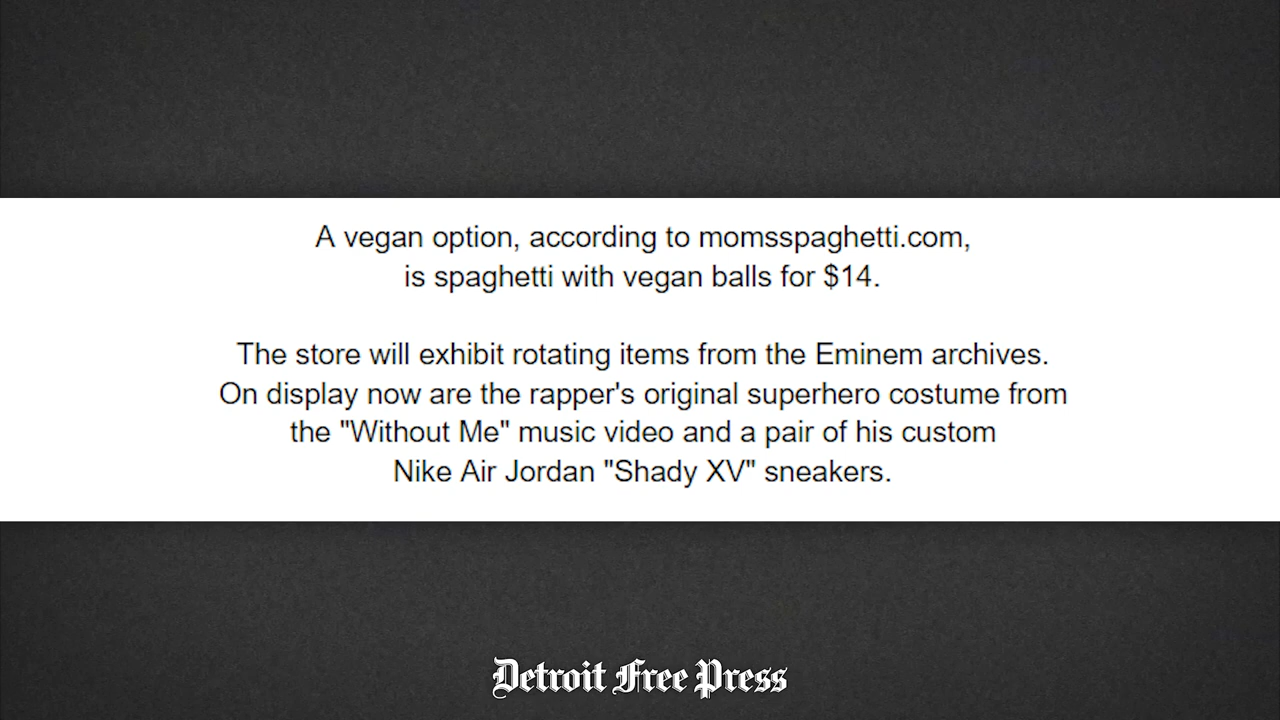 A vegan option, according to momsspaghetti.com,
is spaghetti with vegan balls for $14.
The store will exhibit rotating items from the Eminem archives.
On display now are the rapper's original superhero costume from
the "Without Me" music video and a pair of his custom
Nike Air Jordan "Shady XV" sneakers.
Detroit Free Press